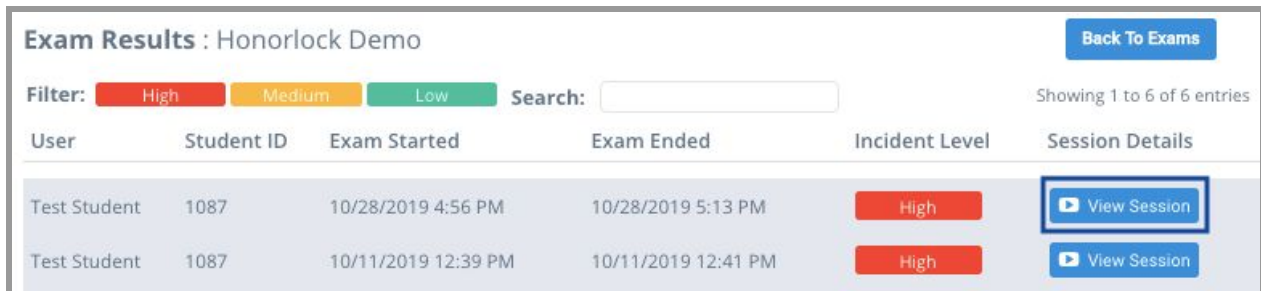 Exam Results : Honorlock Demo Back To Exams
Filter: High Medium Low Search: Showing 1 to 6 of 6 entries
User Student ID Exam Started Exam Ended Incident Level Session Details
Test Student 1087 10/28/2019 4:56 PM 10/28/2019 5:13 PM High View Session
Test Student 1087 10/11/2019 12:39 PM 10/11/2019 12:41 PM High View Session